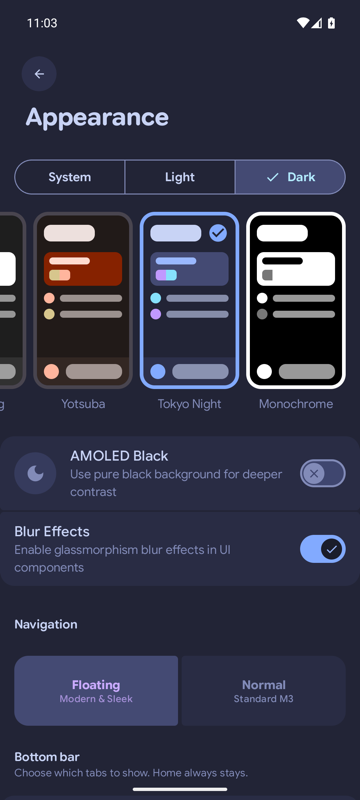 11:03
Appearance
System
Light
Dark
g
Yotsuba
Tokyo Night
Monochrome
AMOLED Black
Use pure black background for deeper
contrast
Blur Effects
Enable glassmorphism blur effects in UI
components
Navigation
Floating
Modern & Sleek
Normal
Standard M3
Bottom bar
Choose which tabs to show. Home always stays.